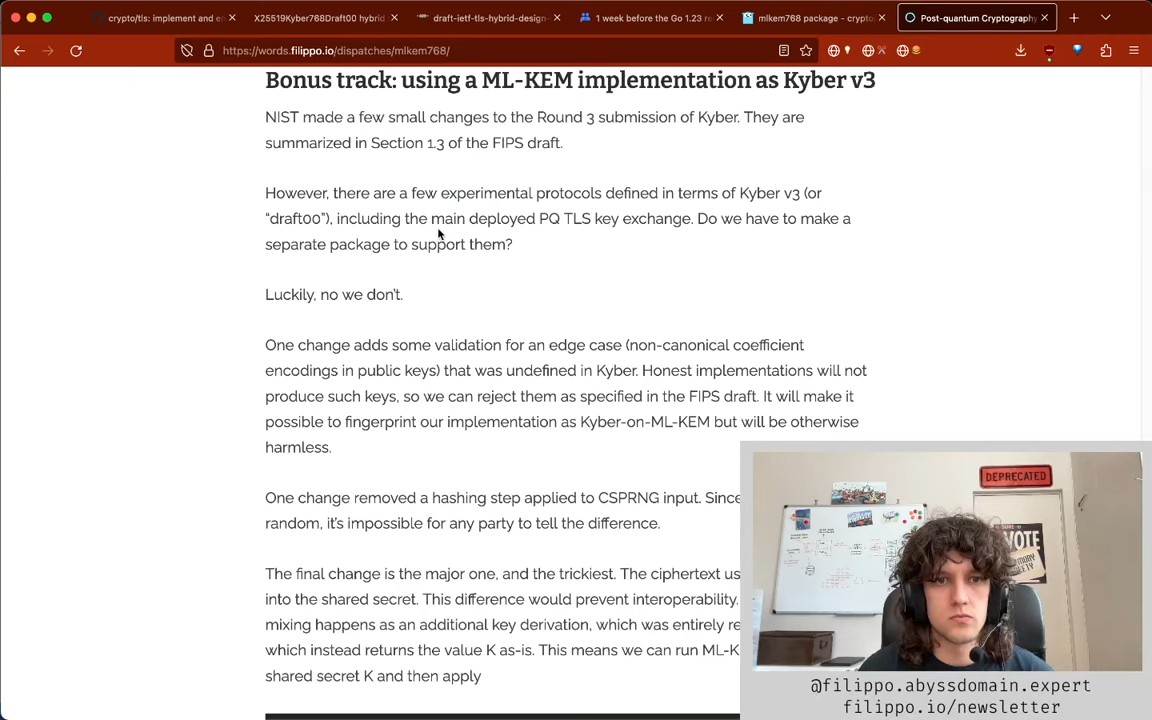 crypto/tls: implement and en
X25519Kyber768Draft00 hybrid
draft-ietf-tls-hybrid-design-
1 week before the Go 1.23 re
mlkem768 package - crypto
Post-quantum Cryptography
https://words.filippo.io/dispatches/mlkem768/
Bonus track: using a ML-KEM implementation as Kyber v3
NIST made a few small changes to the Round 3 submission of Kyber. They are
summarized in Section 1.3 of the FIPS draft.
However, there are a few experimental protocols defined in terms of Kyber v3 (or
“draft00”), including the main deployed PQ TLS key exchange. Do we have to make a
separate package to support them?
Luckily, no we don’t.
One change adds some validation for an edge case (non-canonical coefficient
encodings in public keys) that was undefined in Kyber. Honest implementations will not
produce such keys, so we can reject them as specified in the FIPS draft. It will make it
possible to fingerprint our implementation as Kyber-on-ML-KEM but will be otherwise
harmless.
One change removed a hashing step applied to CSPRNG input. Since
random, it’s impossible for any party to tell the difference.
The final change is the major one, and the trickiest. The ciphertext us
into the shared secret. This difference would prevent interoperability.
mixing happens as an additional key derivation, which was entirely re
which instead returns the value K as-is. This means we can run ML-K
shared secret K and then apply
DEPRECATED
VOTE
@filippo.abyssdomain.expert
filippo.io/newsletter